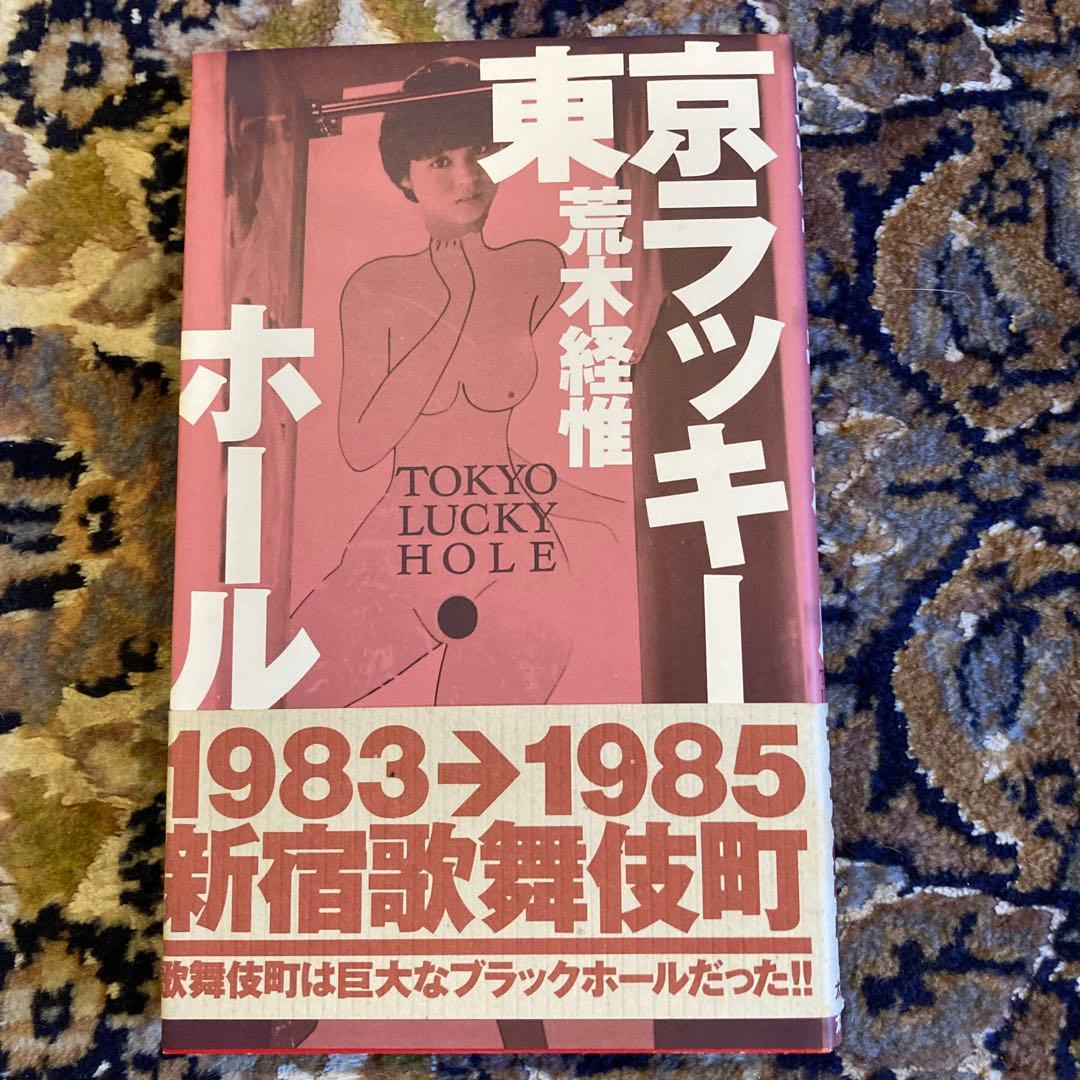 東京ラッキーホール
荒木経惟
TOKYO
LUCKY
HOLE
1983→1985
新宿歌舞伎町
歌舞伎町は巨大なブラックホールだった!!